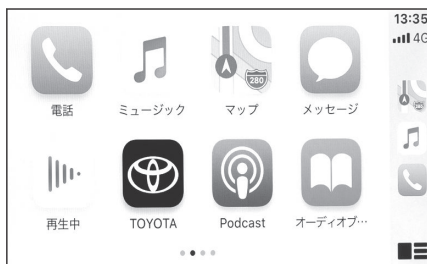 13:35
4G
電話
ミュージック
マップ
メッセージ
280
再生中
TOYOTA
Podcast
オーディオブ…